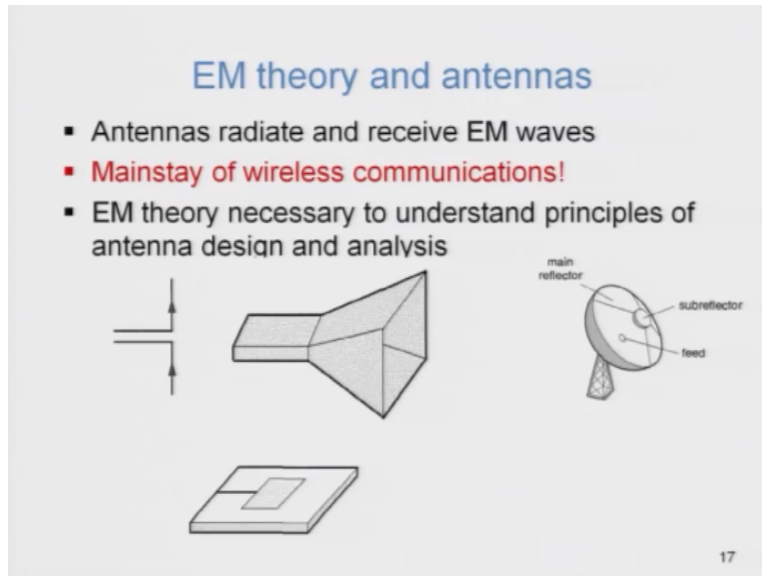 EM theory and antennas
▪ Antennas radiate and receive EM waves
▪ Mainstay of wireless communications!
▪ EM theory necessary to understand principles of
antenna design and analysis
main
reflector
subreflector
feed
17